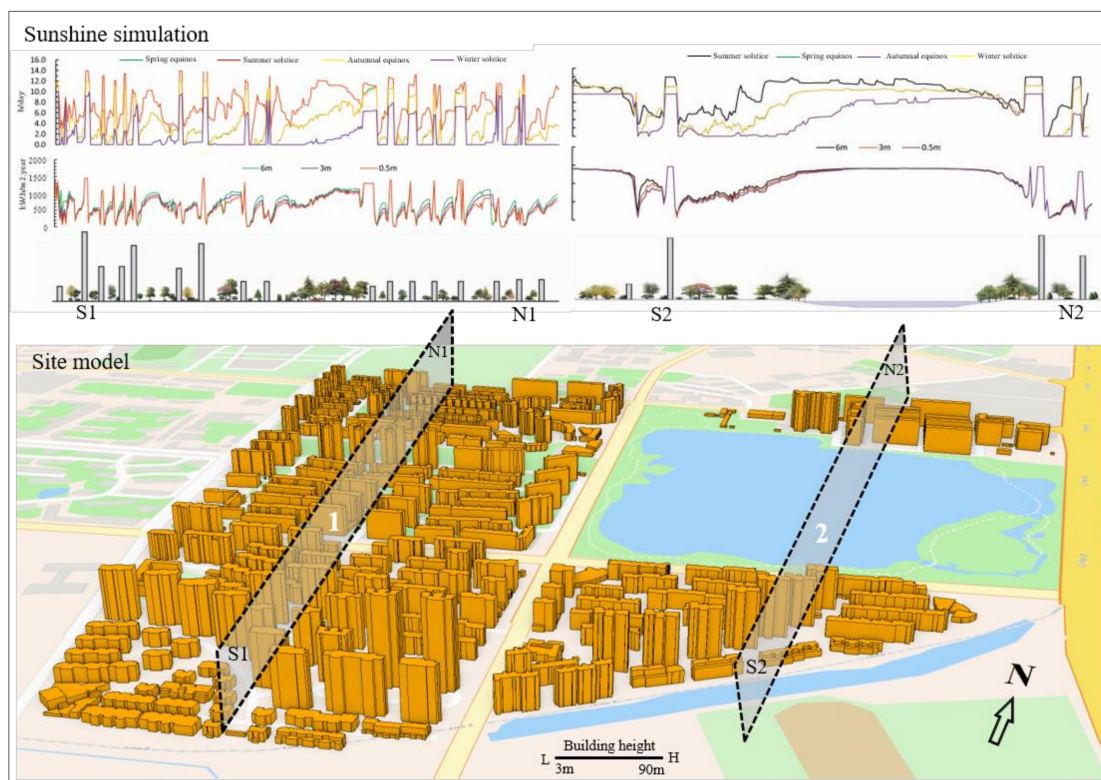 Sunshine simulation
Spring equinox Summer solstice Autumnal equinox Winter solstice
Summer solstice Spring equinox Autumnal equinox Winter solstice
h/day
16.0
14.0
12.0
10.0
8.0
6.0
4.0
2.0
0.0
kW.h/m2.year
2000
1500
1000
500
0
6m 3m 0.5m
6m 3m 0.5m
S1 N1 S2 N2
Site model
N1
N2
1
2
S1
S2
N
Building height
L H
3m 90m